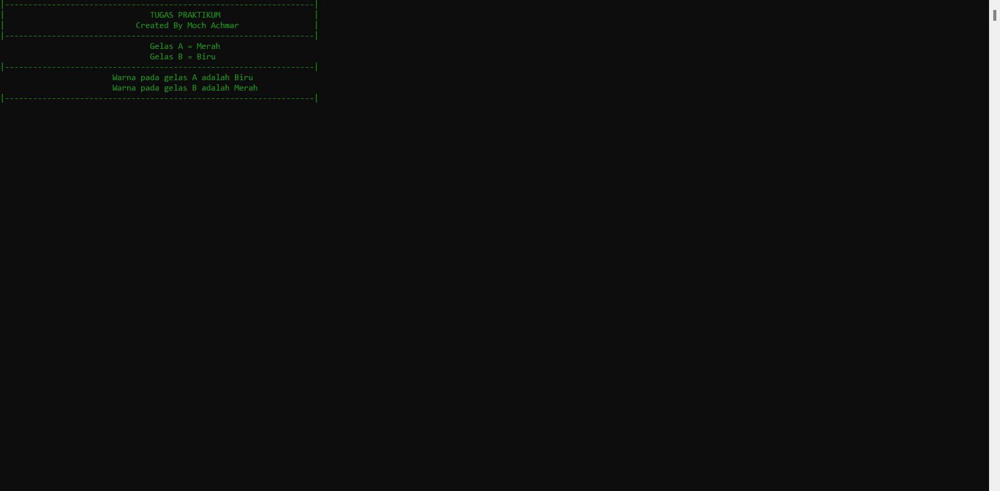 |------------------------------------------------------------------|
|                               TUGAS PRAKTIKUM                    |
|                            Created By Moch Achmar                |
|------------------------------------------------------------------|
                                Gelas A = Merah
                                Gelas B = Biru
|------------------------------------------------------------------|
                        Warna pada gelas A adalah Biru
                        Warna pada gelas B adalah Merah
|------------------------------------------------------------------|